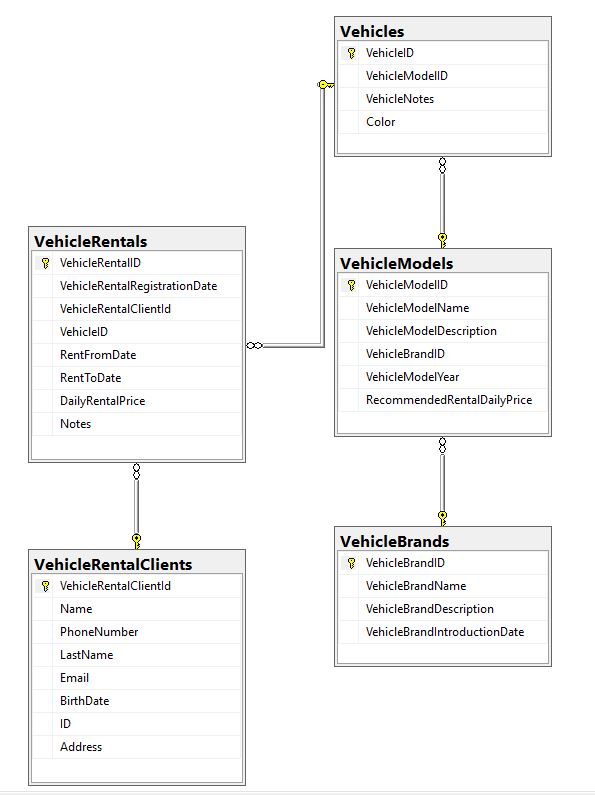 Vehicles
VehicleID
VehicleModelID
VehicleNotes
Color
VehicleRentals
VehicleRentalID
VehicleRentalRegistrationDate
VehicleRentalClientId
VehicleID
RentFromDate
RentToDate
DailyRentalPrice
Notes
VehicleModels
VehicleModelID
VehicleModelName
VehicleModelDescription
VehicleBrandID
VehicleModelYear
RecommendedRentalDailyPrice
VehicleRentalClients
VehicleRentalClientId
Name
PhoneNumber
LastName
Email
BirthDate
ID
Address
VehicleBrands
VehicleBrandID
VehicleBrandName
VehicleBrandDescription
VehicleBrandIntroductionDate